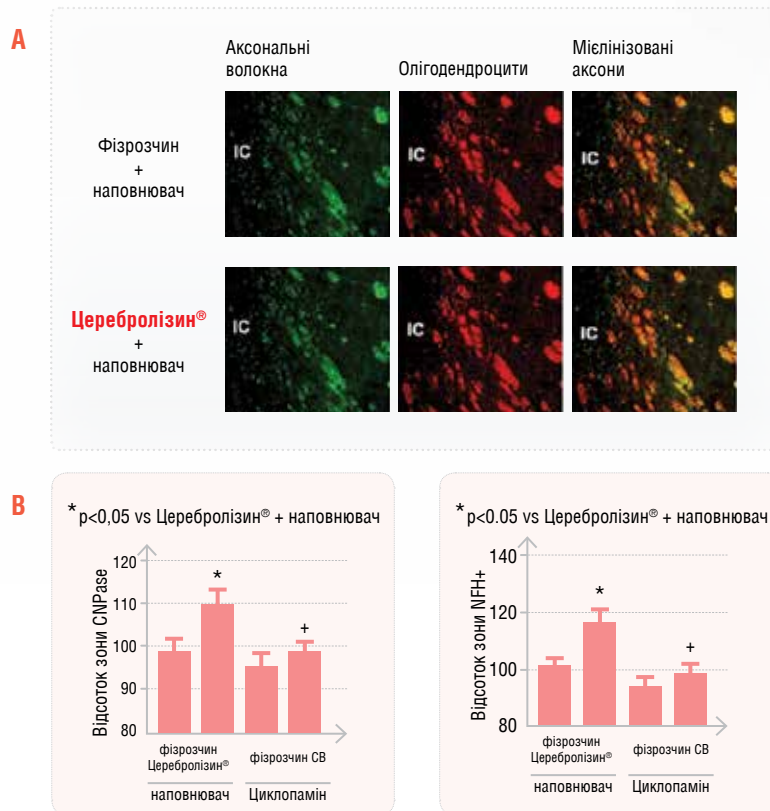 A
Аксональні
волокна
Олігодендроцити
Мієлінізовані
аксони
Фізрозчин
+
наповнювач
IC
IC
IC
Церебролізин®
+
наповнювач
IC
IC
IC
B
* p<0,05 vs Церебролізин® + наповнювач
Відсоток зони CNPase
120
110
100
90
80
*
+
фізрозчин
Церебролізин®
фізрозчин СВ
наповнювач
Циклопамін
* p<0.05 vs Церебролізин® + наповнювач
Відсоток зони NFH+
140
120
100
80
*
+
фізрозчин
Церебролізин®
фізрозчин СВ
наповнювач
Циклопамін